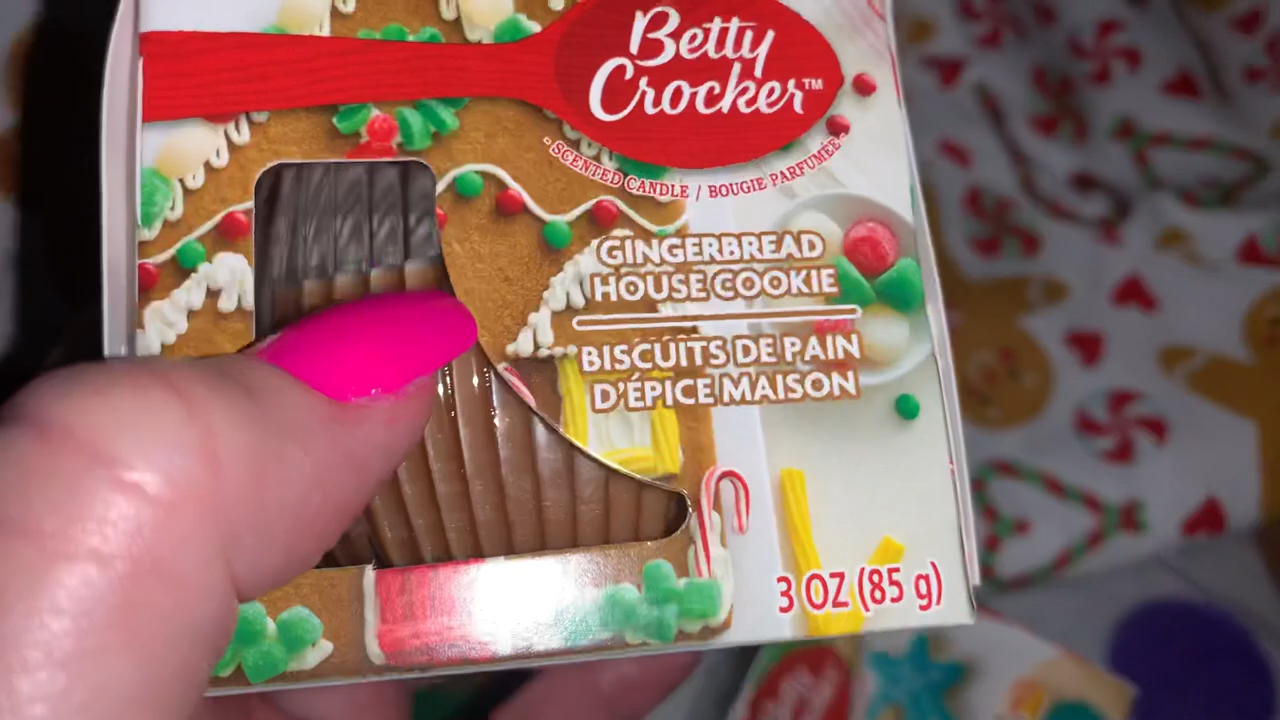 Betty
Crocker™
- SCENTED CANDLE / BOUGIE PARFUMÉE -
GINGERBREAD
HOUSE COOKIE
BISCUITS DE PAIN
D'ÉPICE MAISON
3 OZ (85 g)